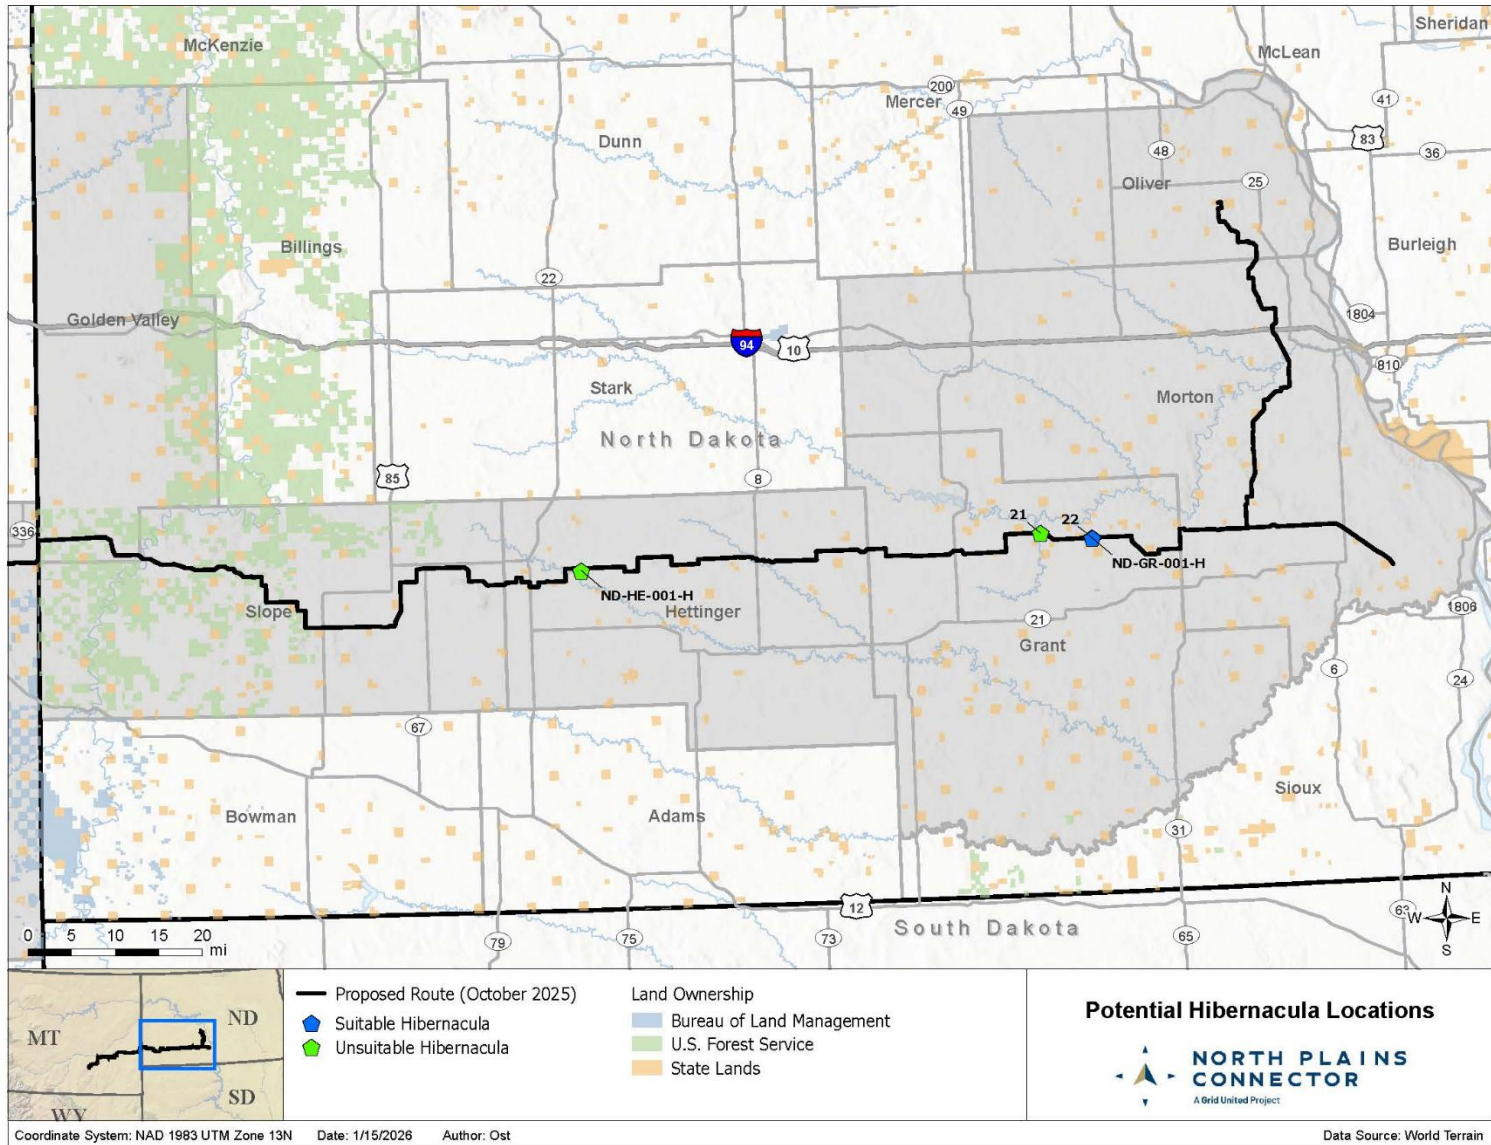 Sheridan
McKenzie
McLean
200
Mercer
49
41
83
Dunn
48
36
Oliver
25
Billings
Burleigh
22
Golden Valley
1804
94
10
810
Stark
Morton
North Dakota
85
8
336
21
22
ND-GR-001-H
ND-HE-001-H
Slope
Hettinger
21
Grant
1806
6
24
67
Sioux
Bowman
Adams
31
12
South Dakota
63
N
W
E
S
0 5 10 15 20
mi
79
75
73
65
MT
ND
SD
WY
Proposed Route (October 2025)
Suitable Hibernacula
Unsuitable Hibernacula
Land Ownership
Bureau of Land Management
U.S. Forest Service
State Lands
Potential Hibernacula Locations
NORTH PLAINS
CONNECTOR
A Grid United Project
Coordinate System: NAD 1983 UTM Zone 13N Date: 1/15/2026 Author: Ost
Data Source: World Terrain